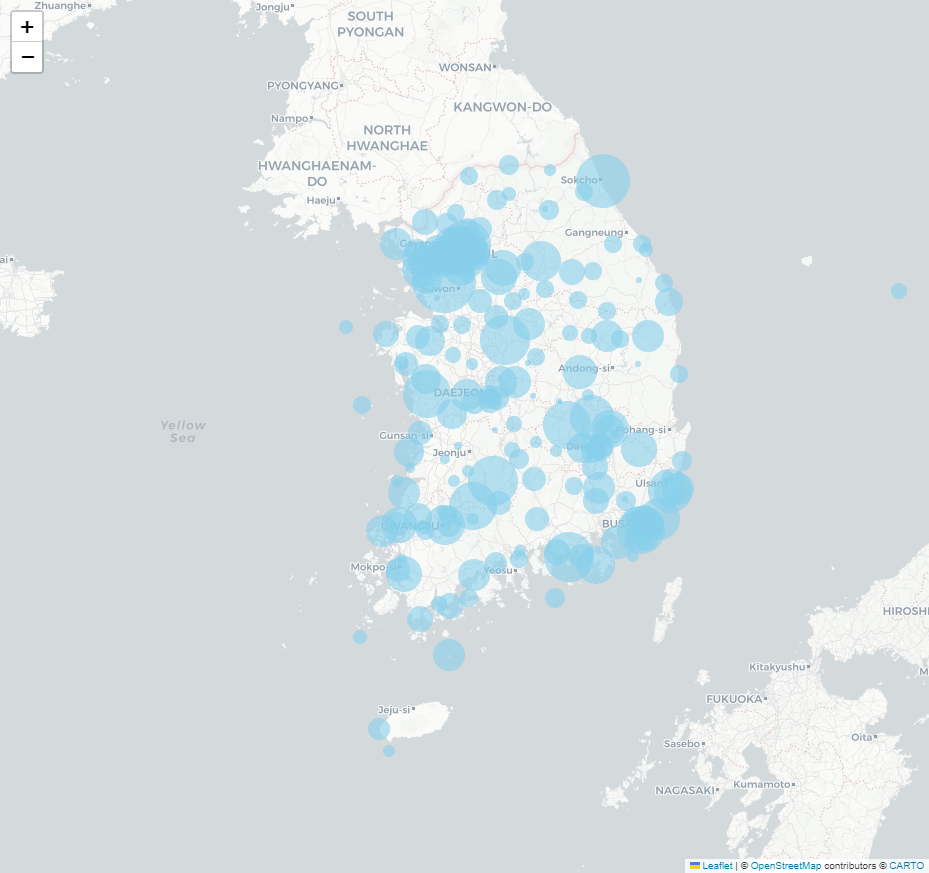 Zhuanghe
Jongju
SOUTH
PYONGAN
+
−
WONSAN
PYONGYANG
KANGWON-DO
Nampo
NORTH
HWANGHAE
HWANGHAENAM-
DO
Haeju
Sokcho
Gangneung
Suwon
Andong-si
DAEJEON
Yellow
Sea
Gunsan-si
Pohang-si
Jeonju
Ulsan
GWANGJU
Mokpo
Yeosu
HIROSHI
Kitakyushu
FUKUOKA
Jeju-si
Oita
Sasebo
Kumamoto
NAGASAKI
Leaflet | © OpenStreetMap contributors © CARTO